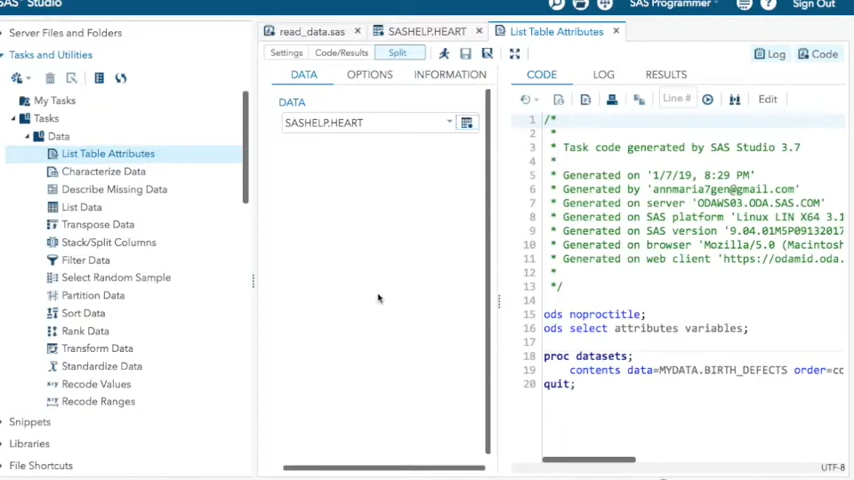 SAS® Studio
SAS Programmer
Sign Out
Server Files and Folders
Tasks and Utilities
My Tasks
Tasks
Data
List Table Attributes
Characterize Data
Describe Missing Data
List Data
Transpose Data
Stack/Split Columns
Filter Data
Select Random Sample
Partition Data
Sort Data
Rank Data
Transform Data
Standardize Data
Recode Values
Recode Ranges
Snippets
Libraries
File Shortcuts
read_data.sas
SASHELP.HEART
List Table Attributes
Settings
Code/Results
Split
Log
Code
DATA
OPTIONS
INFORMATION
DATA
SASHELP.HEART
CODE
LOG
RESULTS
Line #
Edit
1 /*
2 *
3 * Task code generated by SAS Studio 3.7
4 *
5 * Generated on '1/7/19, 8:29 PM'
6 * Generated by 'annmaria7gen@gmail.com'
7 * Generated on server 'ODAWS03.ODA.SAS.COM'
8 * Generated on SAS platform 'Linux LIN X64 3.1
9 * Generated on SAS version '9.04.01M5P09132017
10 * Generated on browser 'Mozilla/5.0 (Macintosh
11 * Generated on web client 'https://odamid.oda.
12 *
13 */
14
15 ods noproctitle;
16 ods select attributes variables;
17
18 proc datasets;
19 contents data=MYDATA.BIRTH_DEFECTS order=co
20 quit;
UTF-8